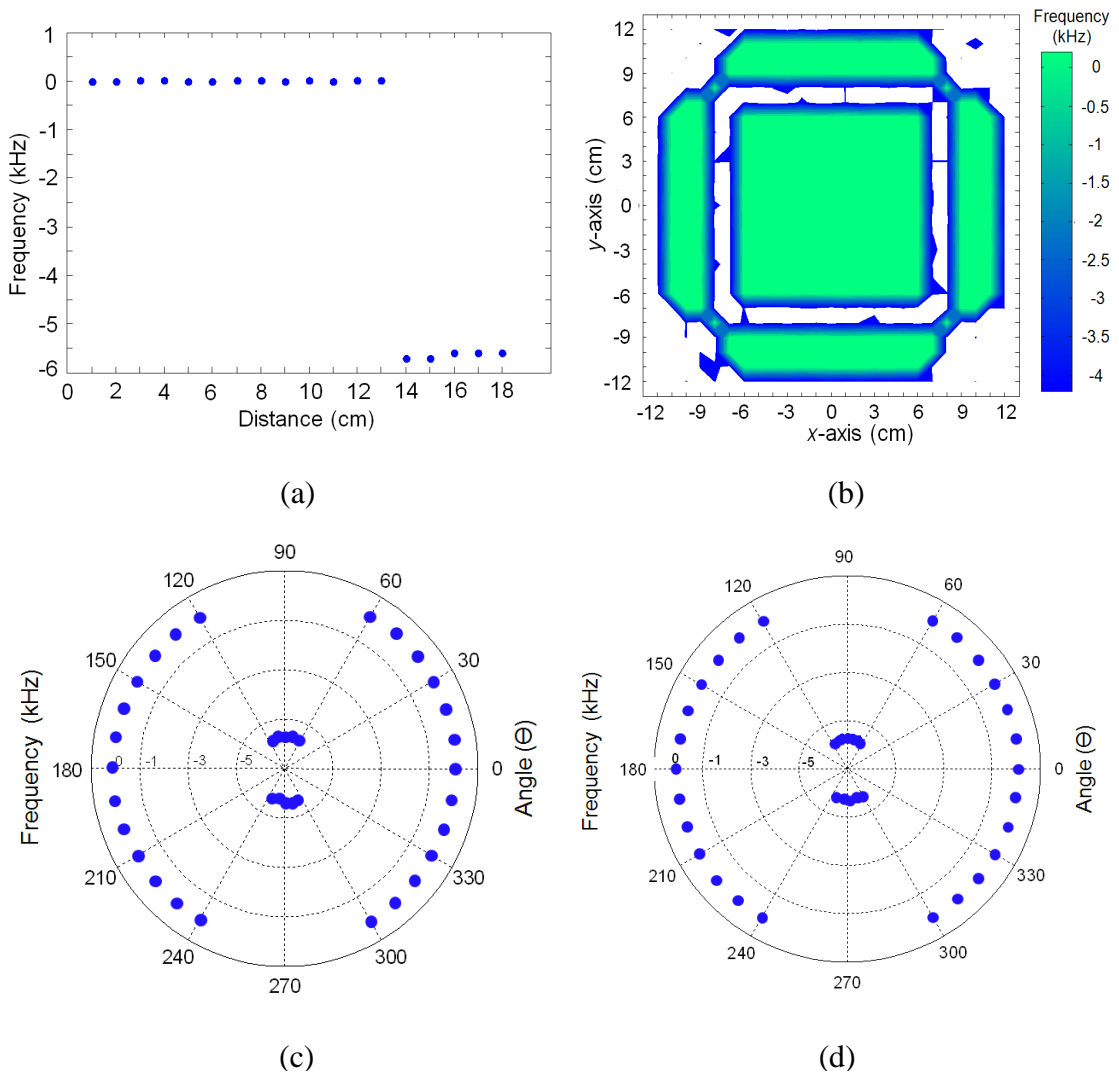 1
0
-1
-2
-3
-4
-5
-6
Frequency (kHz)
0 2 4 6 8 10 12 14 16 18
Distance (cm)
(a)
12
9
6
3
0
-3
-6
-9
-12
y-axis (cm)
-12 -9 -6 -3 0 3 6 9 12
x-axis (cm)
Frequency
(kHz)
0
-0.5
-1
-1.5
-2
-2.5
-3
-3.5
-4
(b)
90
120 60
150 30
180 0 -1 -3 -5 0
210 330
240 300
270
Frequency (kHz)
Angle (Θ)
(c)
90
120 60
150 30
180 0 -1 -3 -5 0
210 330
240 300
270
Frequency (kHz)
Angle (Θ)
(d)